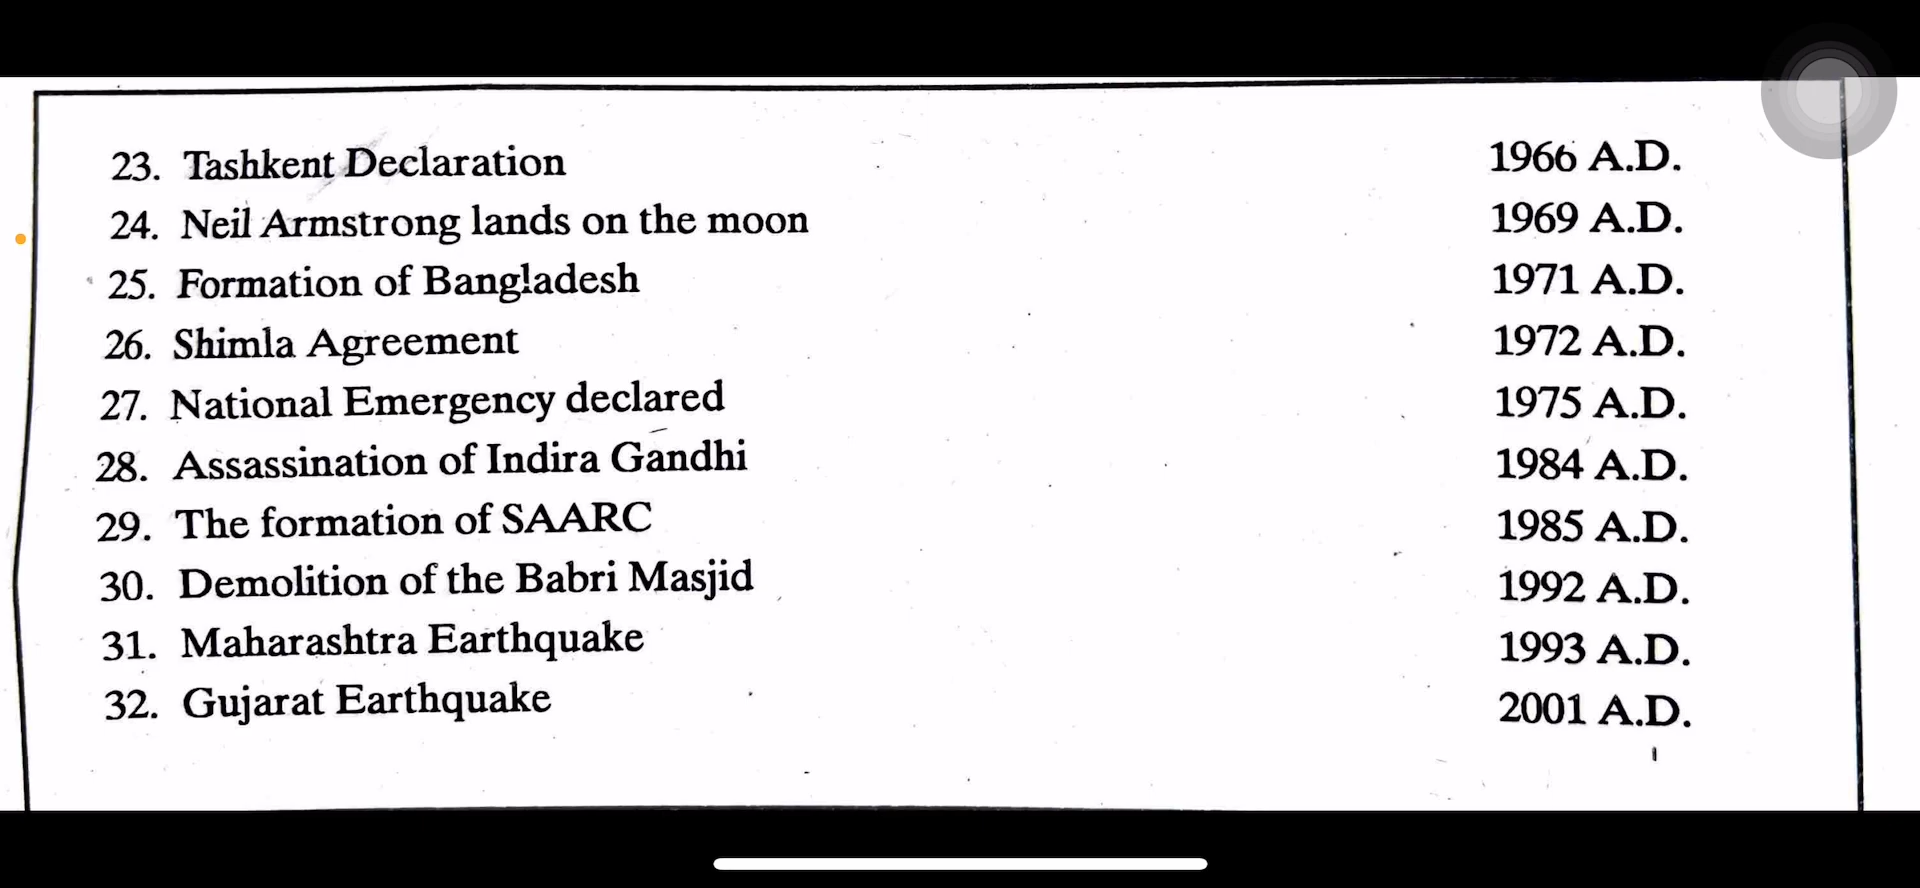 23. Tashkent Declaration 1966 A.D.
24. Neil Armstrong lands on the moon 1969 A.D.
25. Formation of Bangladesh 1971 A.D.
26. Shimla Agreement 1972 A.D.
27. National Emergency declared 1975 A.D.
28. Assassination of Indira Gandhi 1984 A.D.
29. The formation of SAARC 1985 A.D.
30. Demolition of the Babri Masjid 1992 A.D.
31. Maharashtra Earthquake 1993 A.D.
32. Gujarat Earthquake 2001 A.D.